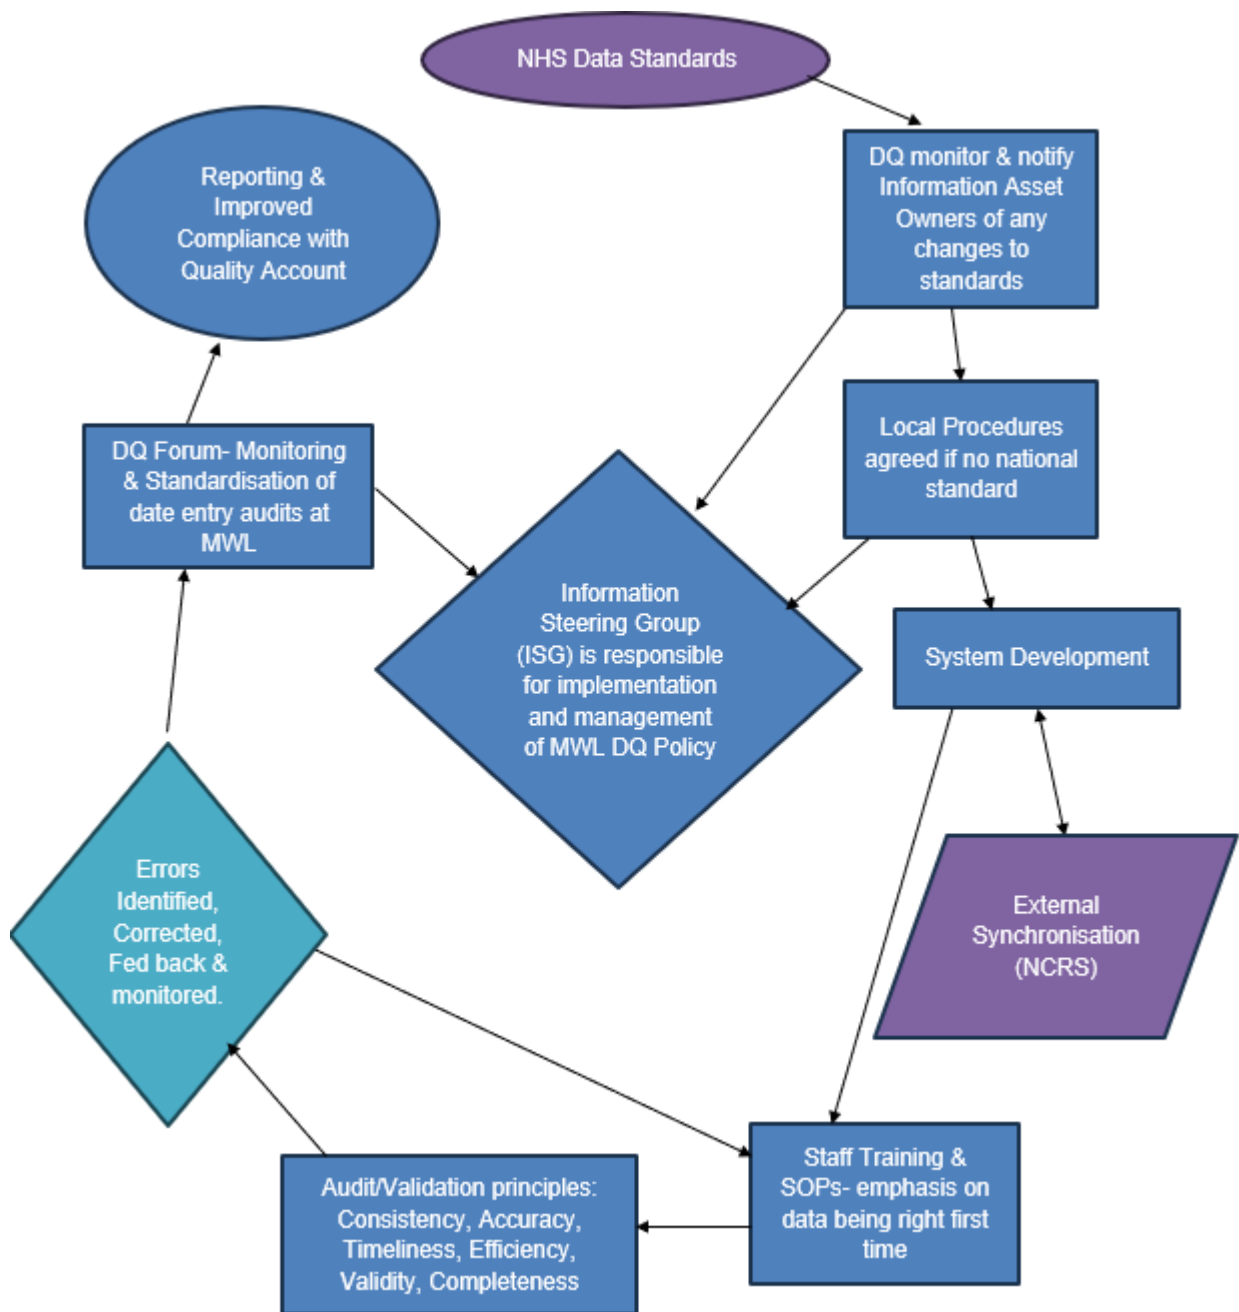 NHS Data Standards
DQ monitor & notify
Information Asset
Owners of any
changes to
standards
Reporting &
Improved
Compliance with
Quality Account
Local Procedures
agreed if no national
standard
DQ Forum- Monitoring
& Standardisation of
date entry audits at
MWL
Information
Steering Group
(ISG) is responsible
for implementation
and management
of MWL DQ Policy
System Development
External
Synchronisation
(NCRS)
Errors
Identified,
Corrected,
Fed back &
monitored.
Staff Training &
SOPs- emphasis on
data being right first
time
Audit/Validation principles:
Consistency, Accuracy,
Timeliness, Efficiency,
Validity, Completeness